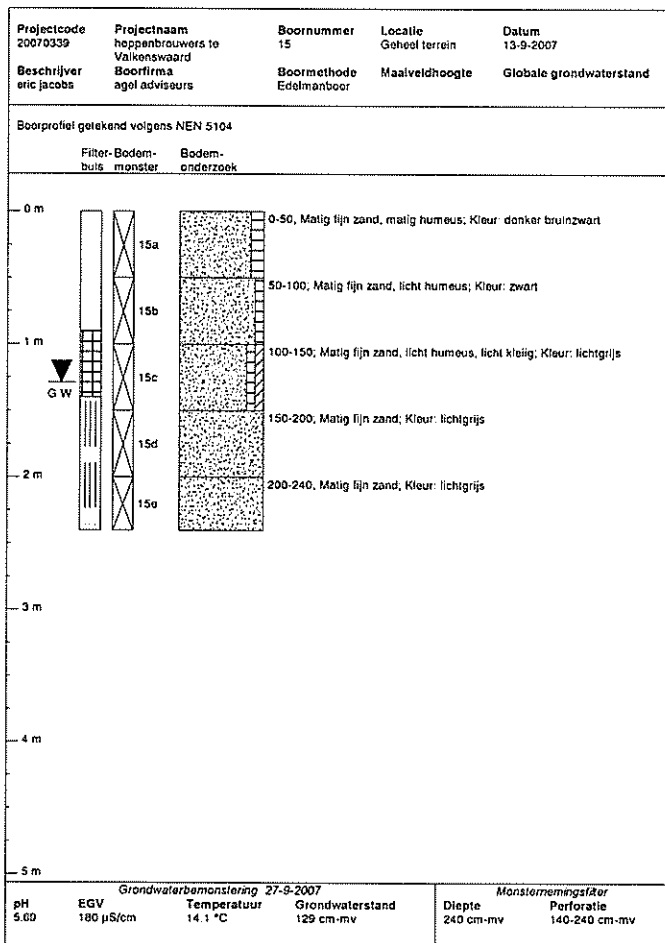 Projectcode Projectnaam Boornummer Locatie Datum
20070339 hoppenbrouwers te Valkenswaard 15 Geheel terrein 13-9-2007
Beschrijver Boorfirma Boormethode Maaiveldhoogte Globale grondwaterstand
eric jacobs agel adviseurs Edelmanboor
Boorprofiel getekend volgens NEN 5104
Filter-buis Bodem-monster Bodem-onderzoek
0 m
15a 0-50, Matig fijn zand, matig humeus; Kleur: donker bruinzwart
15b 50-100; Matig fijn zand, licht humeus; Kleur: zwart
1 m
15c 100-150; Matig fijn zand, licht humeus, licht kleiig; Kleur: lichtgrijs
GW
15d 150-200; Matig fijn zand; Kleur: lichtgrijs
2 m
15e 200-240, Matig fijn zand; Kleur: lichtgrijs
3 m
4 m
5 m
Grondwaterbemonstering 27-9-2007 Monsternemingsfilter
pH EGV Temperatuur Grondwaterstand Diepte Perforatie
5.60 180 µS/cm 14.1 °C 129 cm-mv 240 cm-mv 140-240 cm-mv